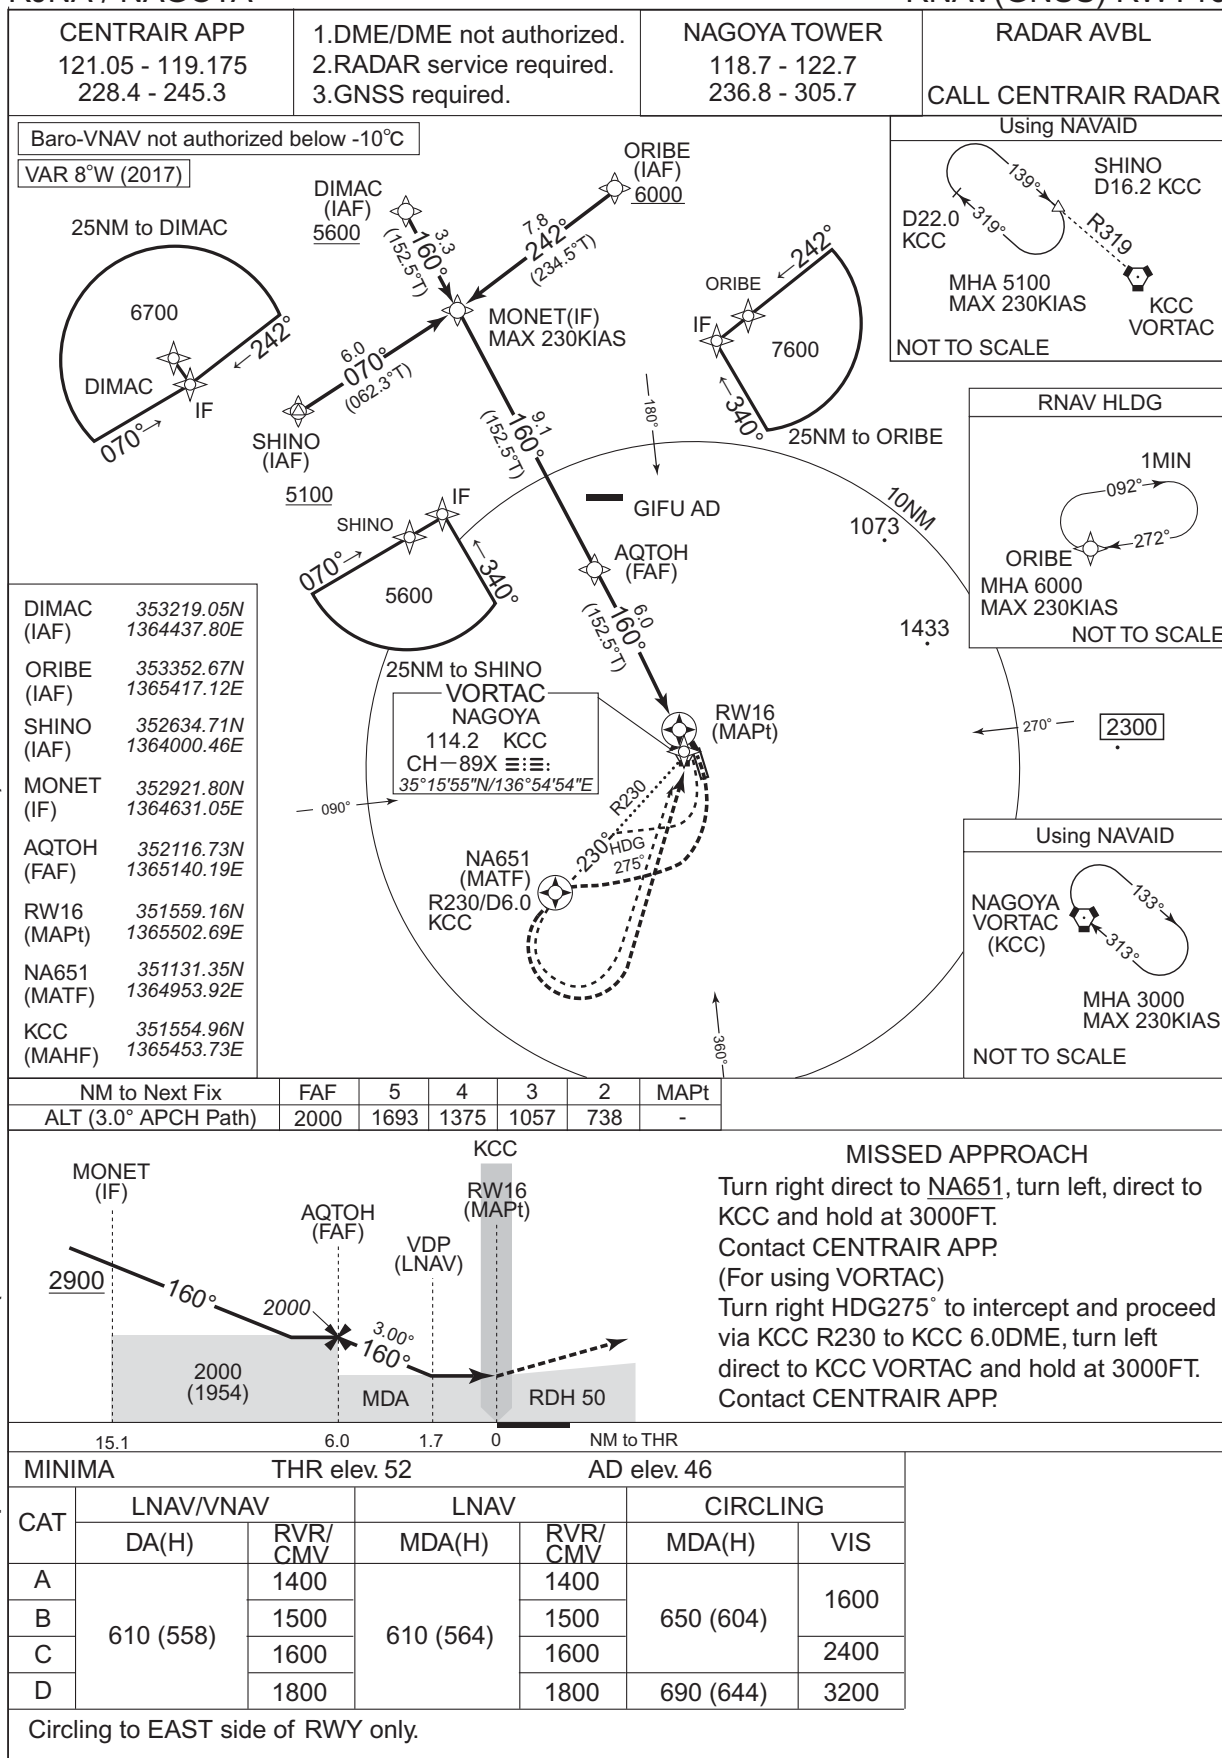 CENTRAIR APP
121.05 - 119.175
228.4 - 245.3
1.DME/DME not authorized.
2.RADAR service required.
3.GNSS required.
NAGOYA TOWER
118.7 - 122.7
236.8 - 305.7
RADAR AVBL
CALL CENTRAIR RADAR
Baro-VNAV not authorized below -10°C
VAR 8°W (2017)
25NM to DIMAC
6700
DIMAC
IF
←242°
070°→
DIMAC
(IAF)
5600
3.3
160°
(152.5°T)
ORIBE
(IAF)
6000
7.8
242°
(234.5°T)
MONET(IF)
MAX 230KIAS
6.0
070°
(062.3°T)
SHINO
(IAF)
5100
9.1
160°
(152.5°T)
ORIBE
IF
←242°
7600
←340°
25NM to ORIBE
Using NAVAID
139°
319°
SHINO
D16.2 KCC
D22.0
KCC
R319
MHA 5100
MAX 230KIAS
KCC
VORTAC
NOT TO SCALE
RNAV HLDG
1MIN
092°
272°
ORIBE
MHA 6000
MAX 230KIAS
NOT TO SCALE
180°
GIFU AD
10NM
1073
1433
AQTOH
(FAF)
6.0
160°
(152.5°T)
SHINO
IF
070°→
5600
←340°
25NM to SHINO
VORTAC
NAGOYA
114.2 KCC
CH-89X
35°15'55"N/136°54'54"E
RW16
(MAPt)
270°
2300
090°
R230
230°
HDG
275°
NA651
(MATF)
R230/D6.0
KCC
360°
Using NAVAID
NAGOYA
VORTAC
(KCC)
133°
313°
MHA 3000
MAX 230KIAS
NOT TO SCALE
DIMAC 353219.05N
(IAF) 1364437.80E
ORIBE 353352.67N
(IAF) 1365417.12E
SHINO 352634.71N
(IAF) 1364000.46E
MONET 352921.80N
(IF) 1364631.05E
AQTOH 352116.73N
(FAF) 1365140.19E
RW16 351559.16N
(MAPt) 1365502.69E
NA651 351131.35N
(MATF) 1364953.92E
KCC 351554.96N
(MAHF) 1365453.73E
NM to Next Fix FAF 5 4 3 2 MAPt
ALT (3.0° APCH Path) 2000 1693 1375 1057 738 -
MONET
(IF)
AQTOH
(FAF)
VDP
(LNAV)
KCC
RW16
(MAPt)
2900
160°
2000
3.00°
160°
2000
(1954)
MDA
RDH 50
15.1 6.0 1.7 0 NM to THR
MISSED APPROACH
Turn right direct to NA651, turn left, direct to
KCC and hold at 3000FT.
Contact CENTRAIR APP.
(For using VORTAC)
Turn right HDG275° to intercept and proceed
via KCC R230 to KCC 6.0DME, turn left
direct to KCC VORTAC and hold at 3000FT.
Contact CENTRAIR APP.
MINIMA THR elev. 52 AD elev. 46
CAT LNAV/VNAV LNAV CIRCLING
DA(H) RVR/CMV MDA(H) RVR/CMV MDA(H) VIS
A 610 (558) 1400 610 (564) 1400 650 (604) 1600
B 1500 1500
C 1600 1600 2400
D 1800 1800 690 (644) 3200
Circling to EAST side of RWY only.